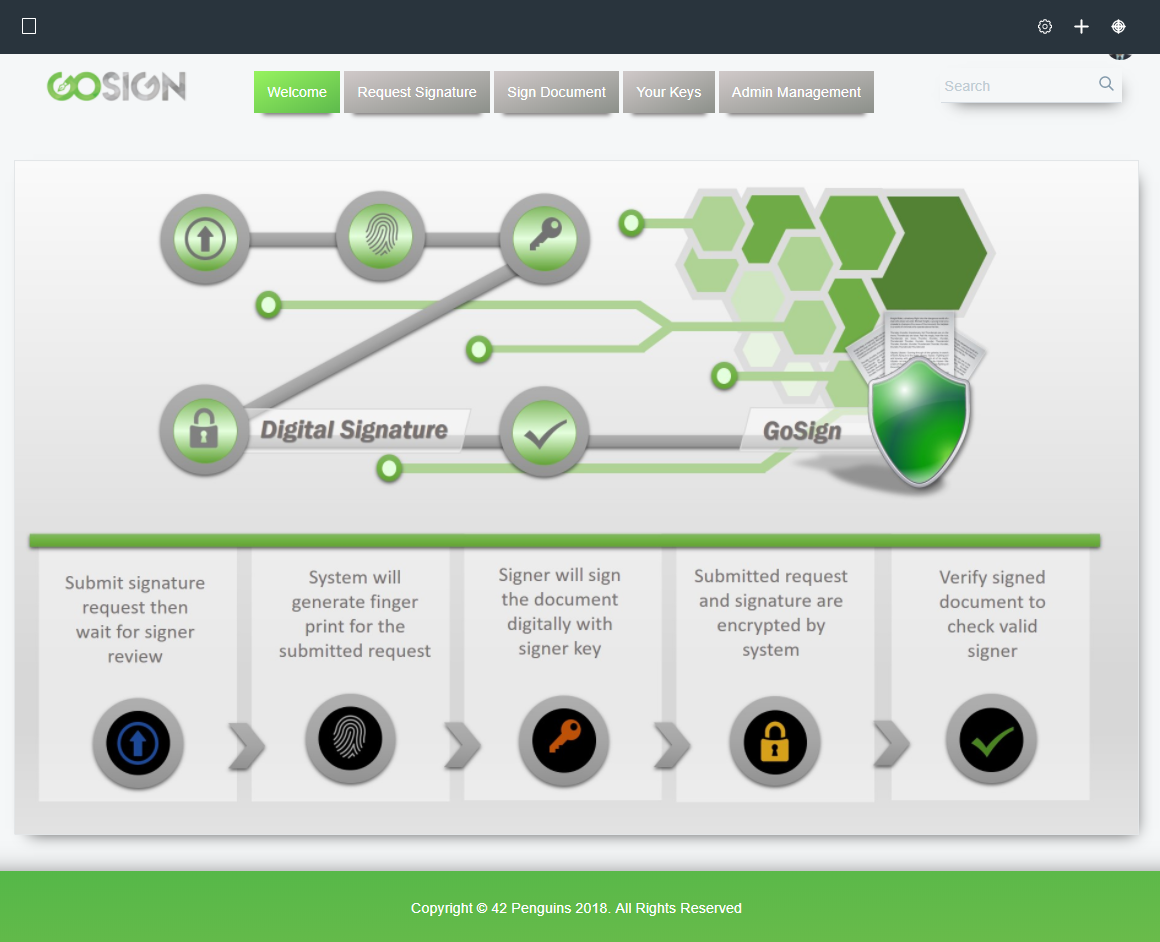 GOSIGN
Welcome
Request Signature
Sign Document
Your Keys
Admin Management
Search
Digital Signature
GoSign
Submit signature
request then
wait for signer
review
System will
generate finger
print for the
submitted request
Signer will sign
the document
digitally with
signer key
Submitted request
and signature are
encrypted by
system
Verify signed
document to
check valid
signer
Copyright © 42 Penguins 2018. All Rights Reserved